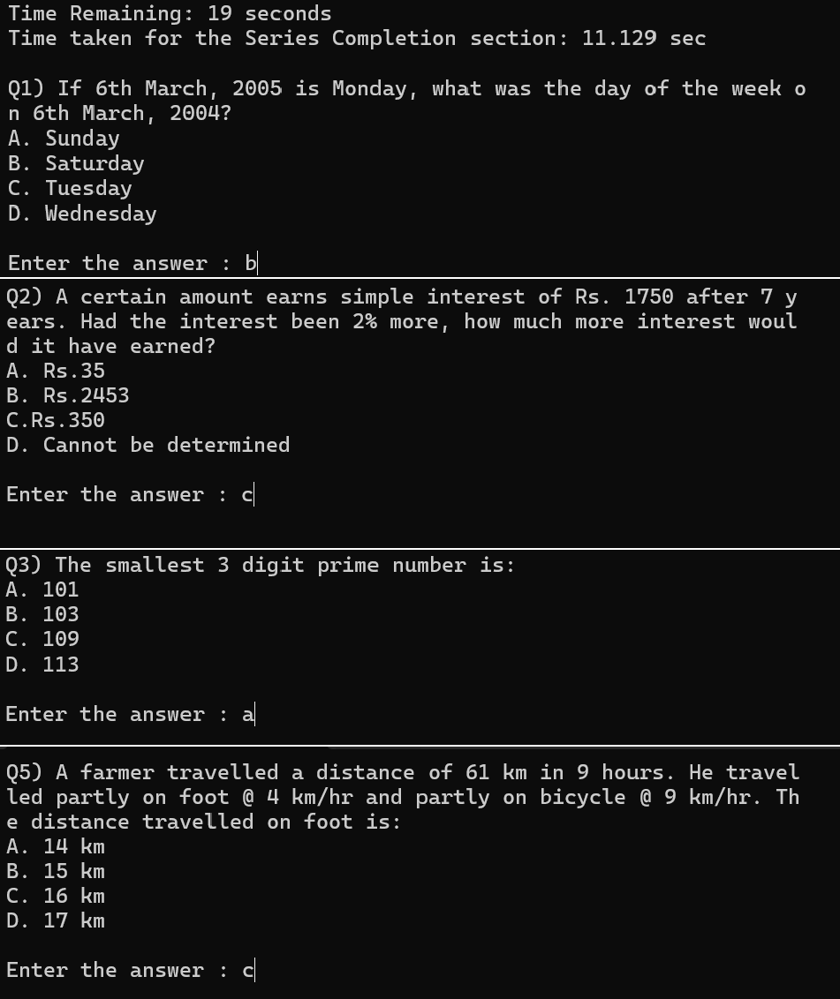 Time Remaining: 19 seconds
Time taken for the Series Completion section: 11.129 sec
Q1) If 6th March, 2005 is Monday, what was the day of the week o
n 6th March, 2004?
A. Sunday
B. Saturday
C. Tuesday
D. Wednesday
Enter the answer : b
Q2) A certain amount earns simple interest of Rs. 1750 after 7 y
ears. Had the interest been 2% more, how much more interest woul
d it have earned?
A. Rs.35
B. Rs.2453
C.Rs.350
D. Cannot be determined
Enter the answer : c
Q3) The smallest 3 digit prime number is:
A. 101
B. 103
C. 109
D. 113
Enter the answer : a
Q5) A farmer travelled a distance of 61 km in 9 hours. He travel
led partly on foot @ 4 km/hr and partly on bicycle @ 9 km/hr. Th
e distance travelled on foot is:
A. 14 km
B. 15 km
C. 16 km
D. 17 km
Enter the answer : c